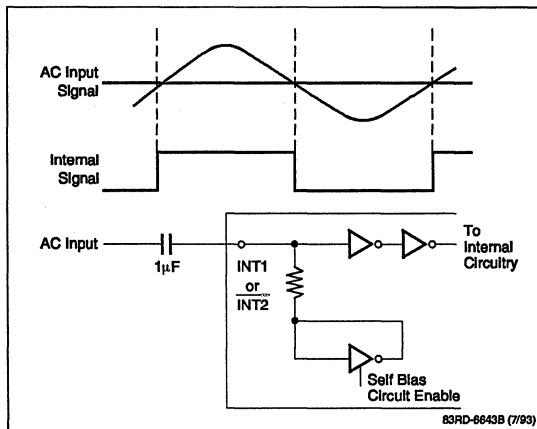 AC Input
Signal
Internal
Signal
AC Input
1µF
INT1
or
INT2
To
Internal
Circuitry
Self Bias
Circuit Enable
83RD-6643B (7/93)